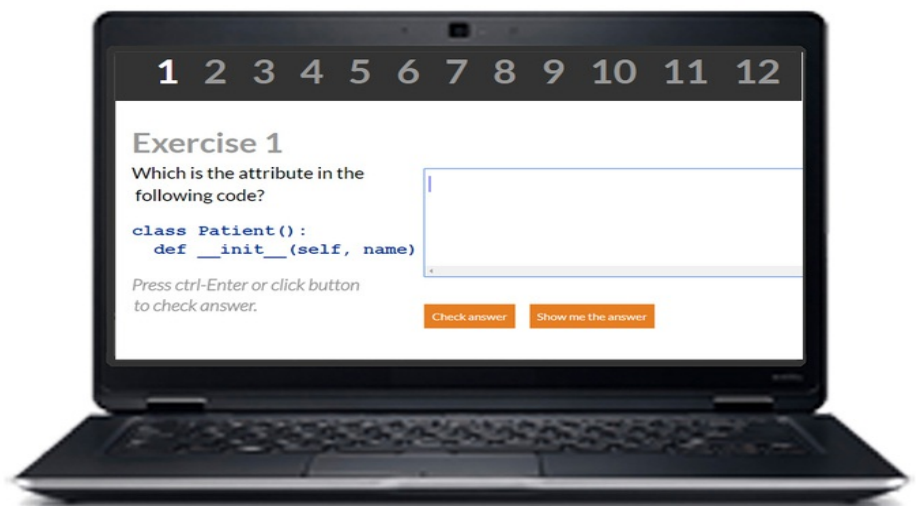 1 2 3 4 5 6 7 8 9 10 11 12
Exercise 1
Which is the attribute in the
following code?
class Patient():
def __init__(self, name)
Press ctrl-Enter or click button
to check answer.
Check answer
Show me the answer